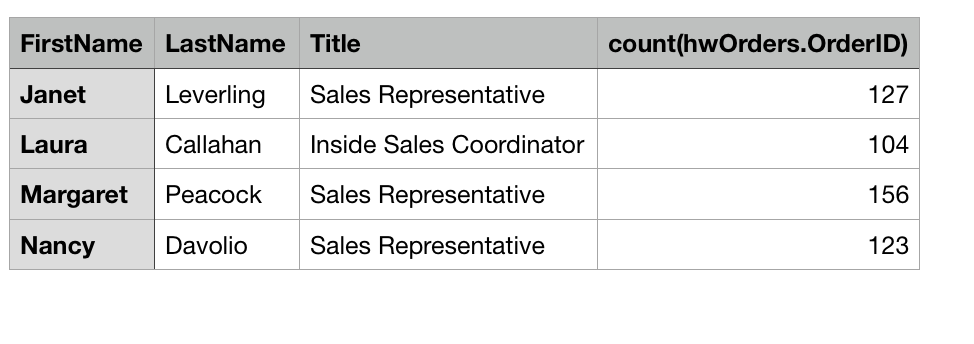 FirstName LastName Title count(hwOrders.OrderID)
Janet Leverling Sales Representative 127
Laura Callahan Inside Sales Coordinator 104
Margaret Peacock Sales Representative 156
Nancy Davolio Sales Representative 123